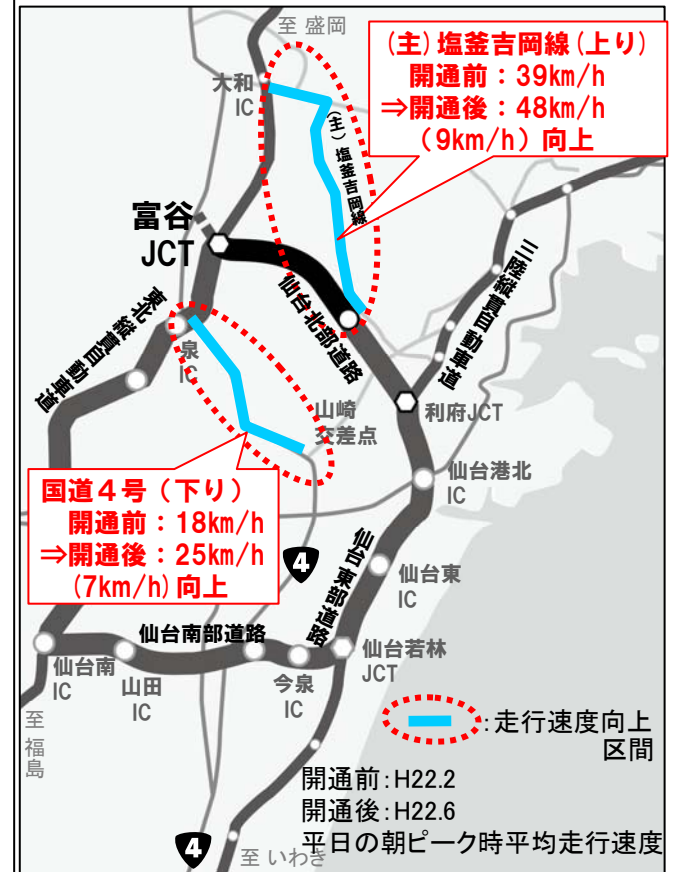 至 盛岡
(主)塩釜吉岡線(上り)
開通前：39km/h
⇒開通後：48km/h
（9km/h）向上
大和
IC
(主)塩釜吉岡線
富谷
JCT
三陸縦貫自動車道
仙台北部道路
東北縦貫自動車道
泉
IC
山崎
交差点
利府JCT
仙台港北
IC
国道４号（下り）
開通前：18km/h
⇒開通後：25km/h
(7km/h)向上
4
仙台東部道路
仙台東
IC
仙台南部道路
仙台若林
JCT
仙台南
IC
山田
IC
今泉
IC
至
福島
：走行速度向上
区間
開通前：H22.2
開通後：H22.6
平日の朝ピーク時平均走行速度
4
至 いわき